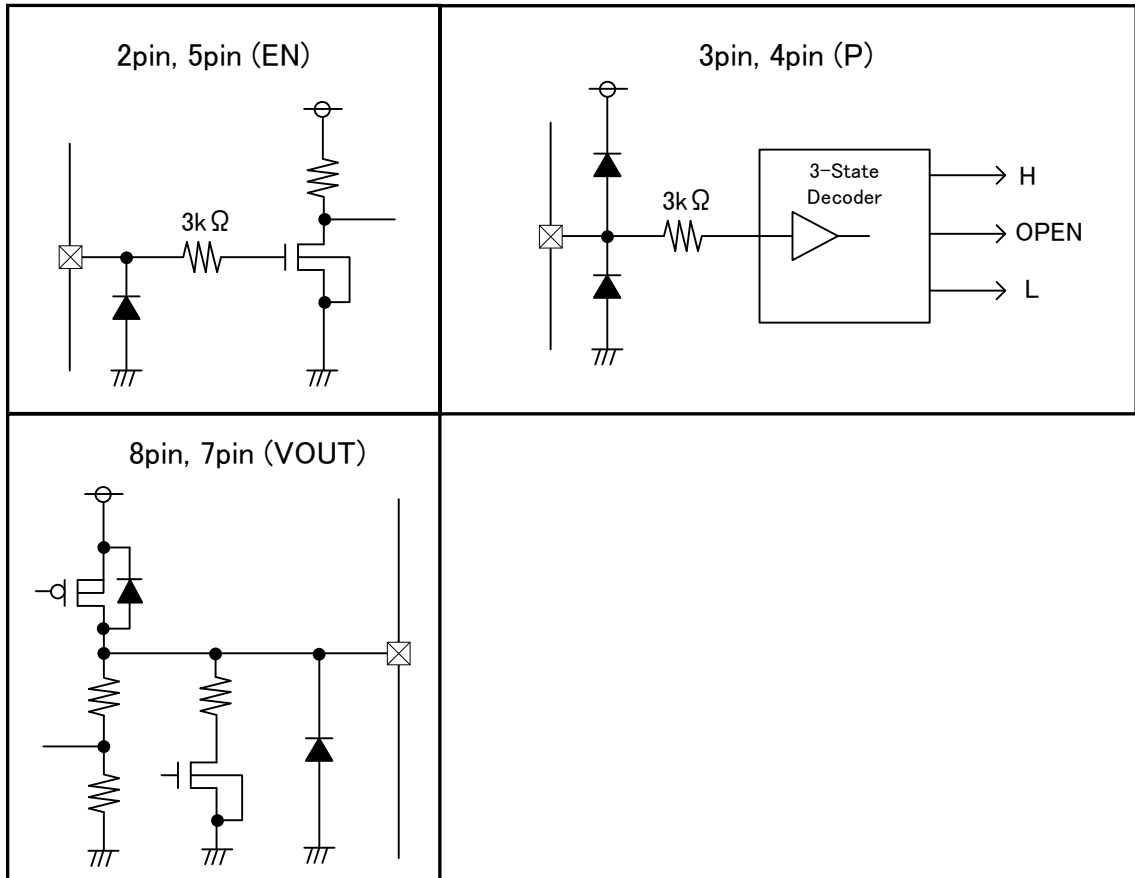 2pin, 5pin (EN)
3kΩ
3pin, 4pin (P)
3kΩ
3-State
Decoder
H
OPEN
L
8pin, 7pin (VOUT)